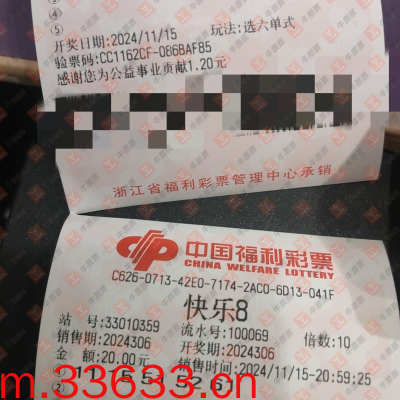 ④
⑤
开奖日期:2024/11/15 玩法:选六单式
验票码:CC1162CF-086BAFB5
感谢您为公益事业贡献1.20元
浙江省福利彩票管理中心承销
中国福利彩票
CHINA WELFARE LOTTERY
C626-0713-42E0-7174-2AC0-6D13-041F
快乐8
站 号:33010359 流水号:100069 倍数:10
销售期:2024306 开奖期:2024306
金 额:20.00元 销售时间:2024/11/15-20:59:25
m.33633.cn